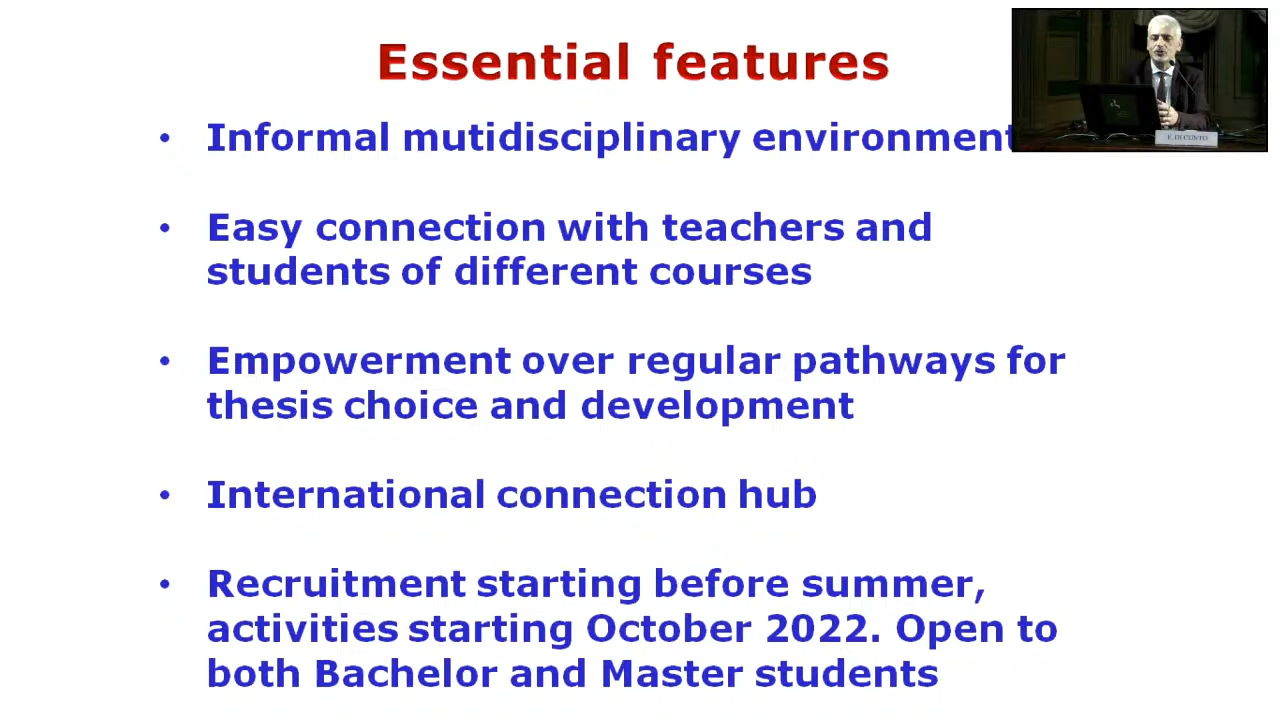 Essential features
• Informal mutidisciplinary environment
• Easy connection with teachers and
students of different courses
• Empowerment over regular pathways for
thesis choice and development
• International connection hub
• Recruitment starting before summer,
activities starting October 2022. Open to
both Bachelor and Master students
DI CUNTO